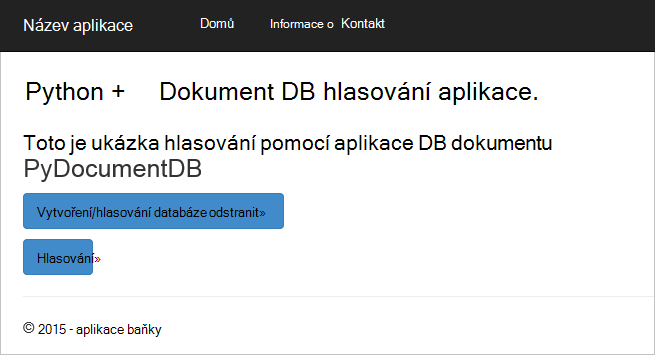 Název aplikace Domů Informace o Kontakt
Python + Dokument DB hlasování aplikace.
Toto je ukázka hlasování pomocí aplikace DB dokumentu
PyDocumentDB
Vytvoření/hlasování databáze odstranit»
Hlasování»
© 2015 - aplikace baňky